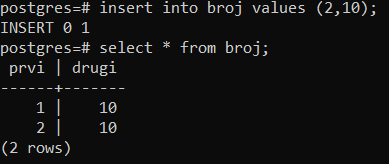 postgres=# insert into broj values (2,10);
INSERT 0 1
postgres=# select * from broj;
 prvi | drugi
------+-------
    1 |    10
    2 |    10
(2 rows)